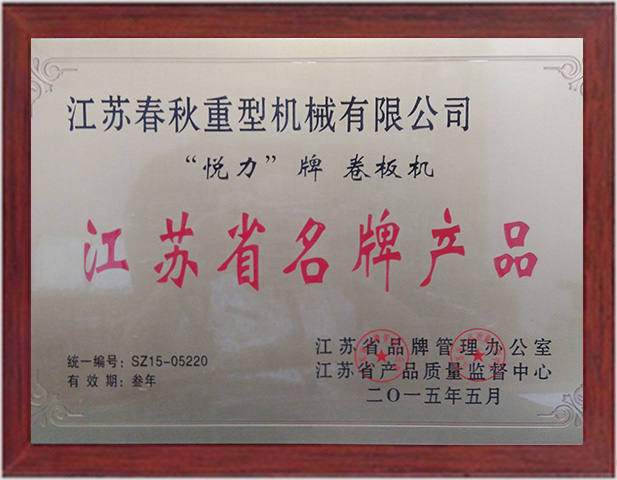 江苏春秋重型机械有限公司
“悦力”牌 卷板机
江苏省名牌产品
统一编号: SZ15-05220
有 效 期: 叁年
江苏省品牌管理办公室
江苏省产品质量监督中心
二〇一五年五月